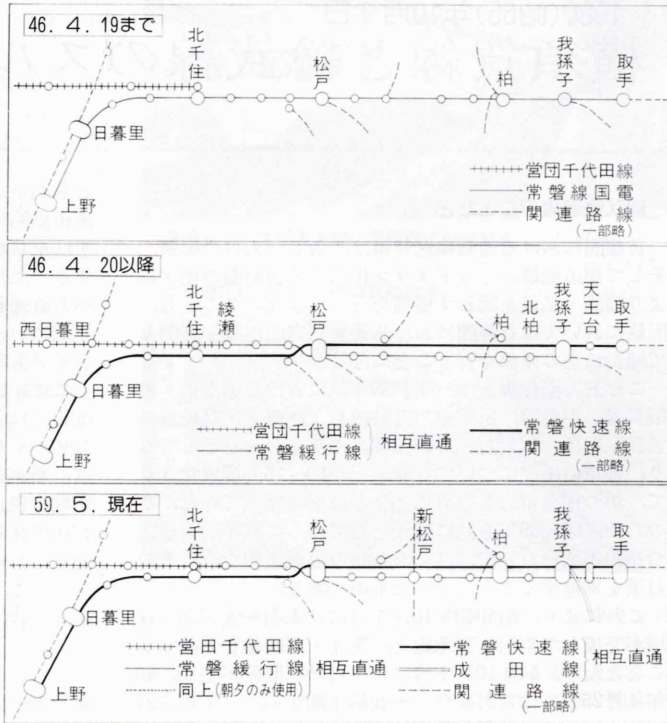 46.4.19まで
北千住
松戸
柏
我孫子
取手
日暮里
上野
営団千代田線
常磐線国電
関連路線
(一部略)
46.4.20以降
北千住
綾瀬
松戸
柏
北柏
我孫子
天王台
取手
西日暮里
日暮里
上野
営団千代田線
常磐緩行線
相互直通
常磐快速線
関連路線
(一部略)
59.5.現在
北千住
松戸
新松戸
柏
我孫子
取手
日暮里
上野
営田千代田線
常磐緩行線
同上(朝夕のみ使用)
相互直通
常磐快速線
成田線
関連路線
(一部略)
相互直通